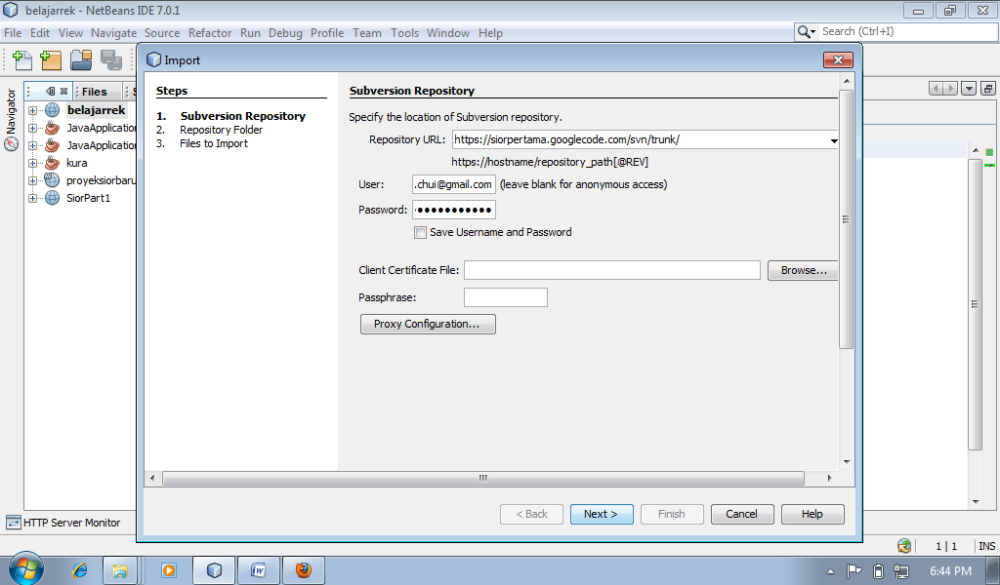 belajarrek - NetBeans IDE 7.0.1
File Edit View Navigate Source Refactor Run Debug Profile Team Tools Window Help
Search (Ctrl+I)
Import
Files
Navigator
belajarrek
JavaApplication
JavaApplication
kura
proyeksiorbaru
SiorPart1
Steps
1. Subversion Repository
2. Repository Folder
3. Files to Import
Subversion Repository
Specify the location of Subversion repository.
Repository URL: https://siorpertama.googlecode.com/svn/trunk/
https://hostname/repository_path[@REV]
User: .chui@gmail.com (leave blank for anonymous access)
Password: ●●●●●●●●●●●
Save Username and Password
Client Certificate File: Browse...
Passphrase:
Proxy Configuration...
< Back Next > Finish Cancel Help
HTTP Server Monitor
1 | 1 INS
6:44 PM